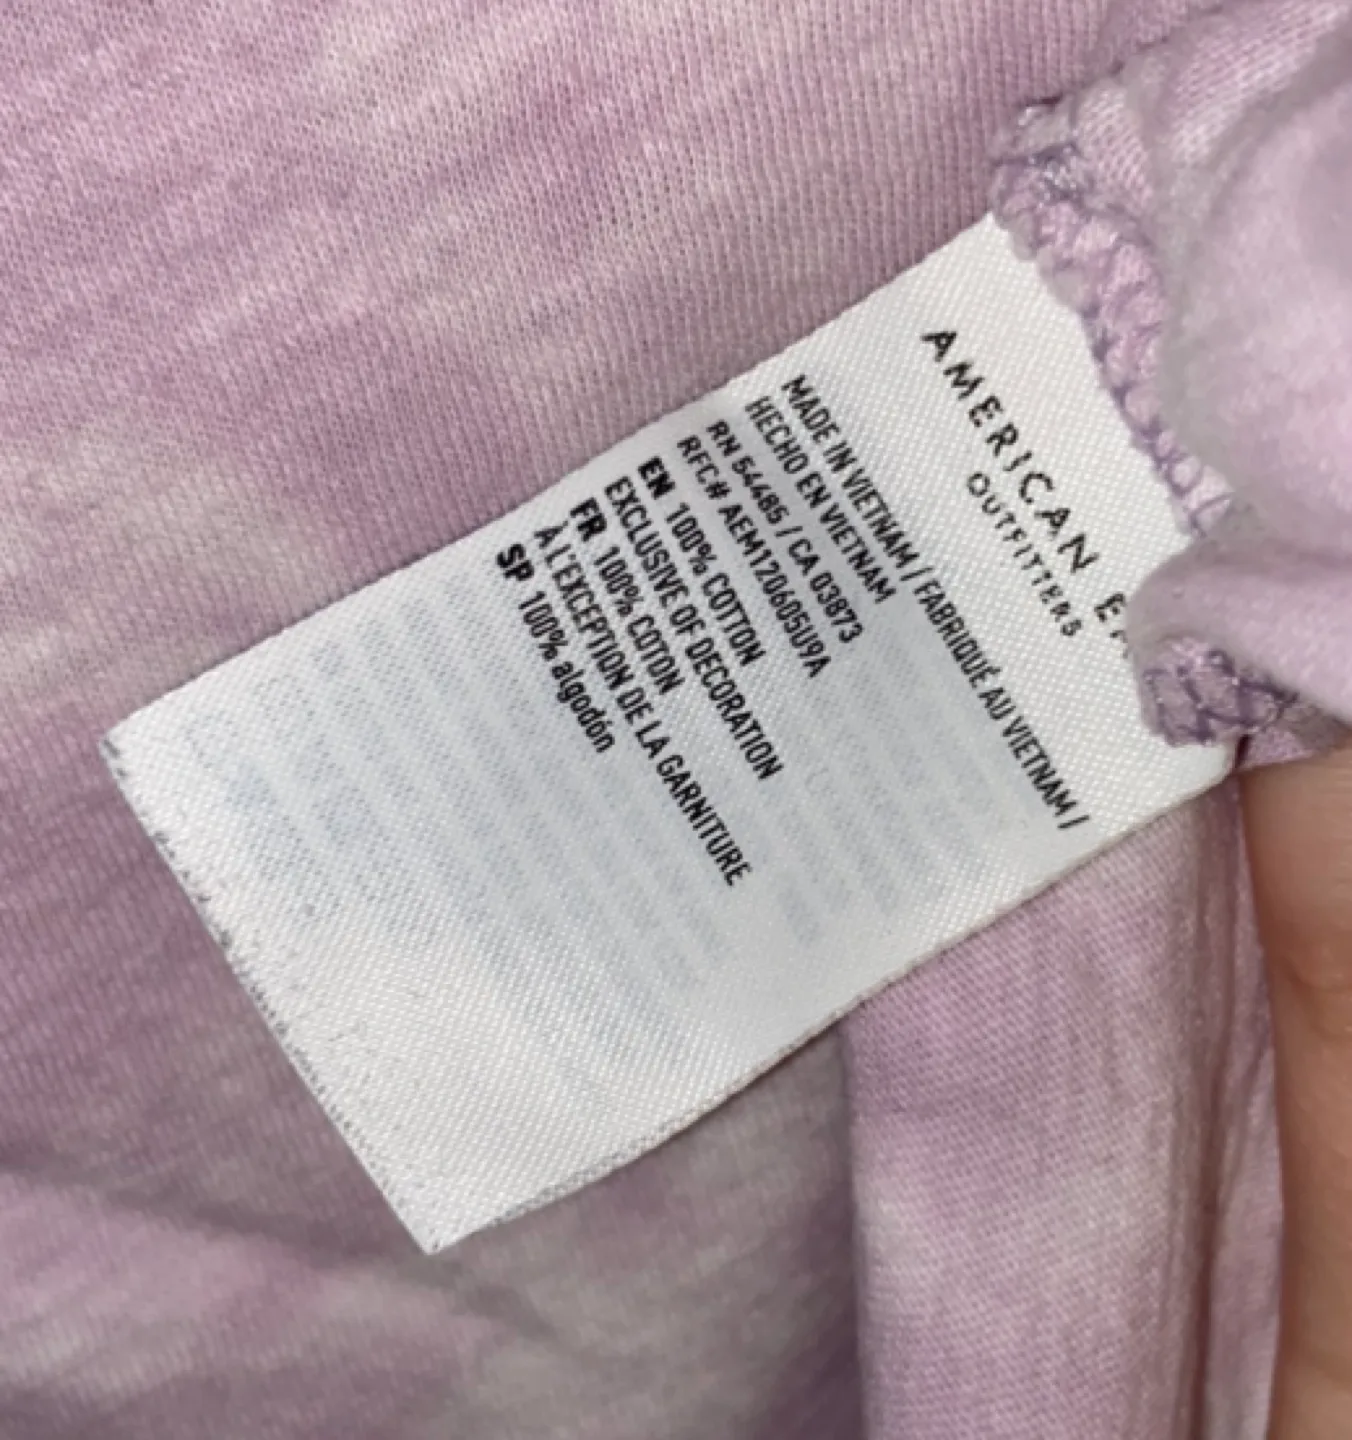 AMERICAN
OUTFITTERS
MADE IN VIETNAM / FABRIQUÉ AU VIETNAM /
HECHO EN VIETNAM
RN 54485 / CA 03873
RFC# AEM120605U9A
EN 100% COTTON
EXCLUSIVE OF DECORATION
FR 100% COTON
À L'EXCEPTION DE LA GARNITURE
SP 100% algodón